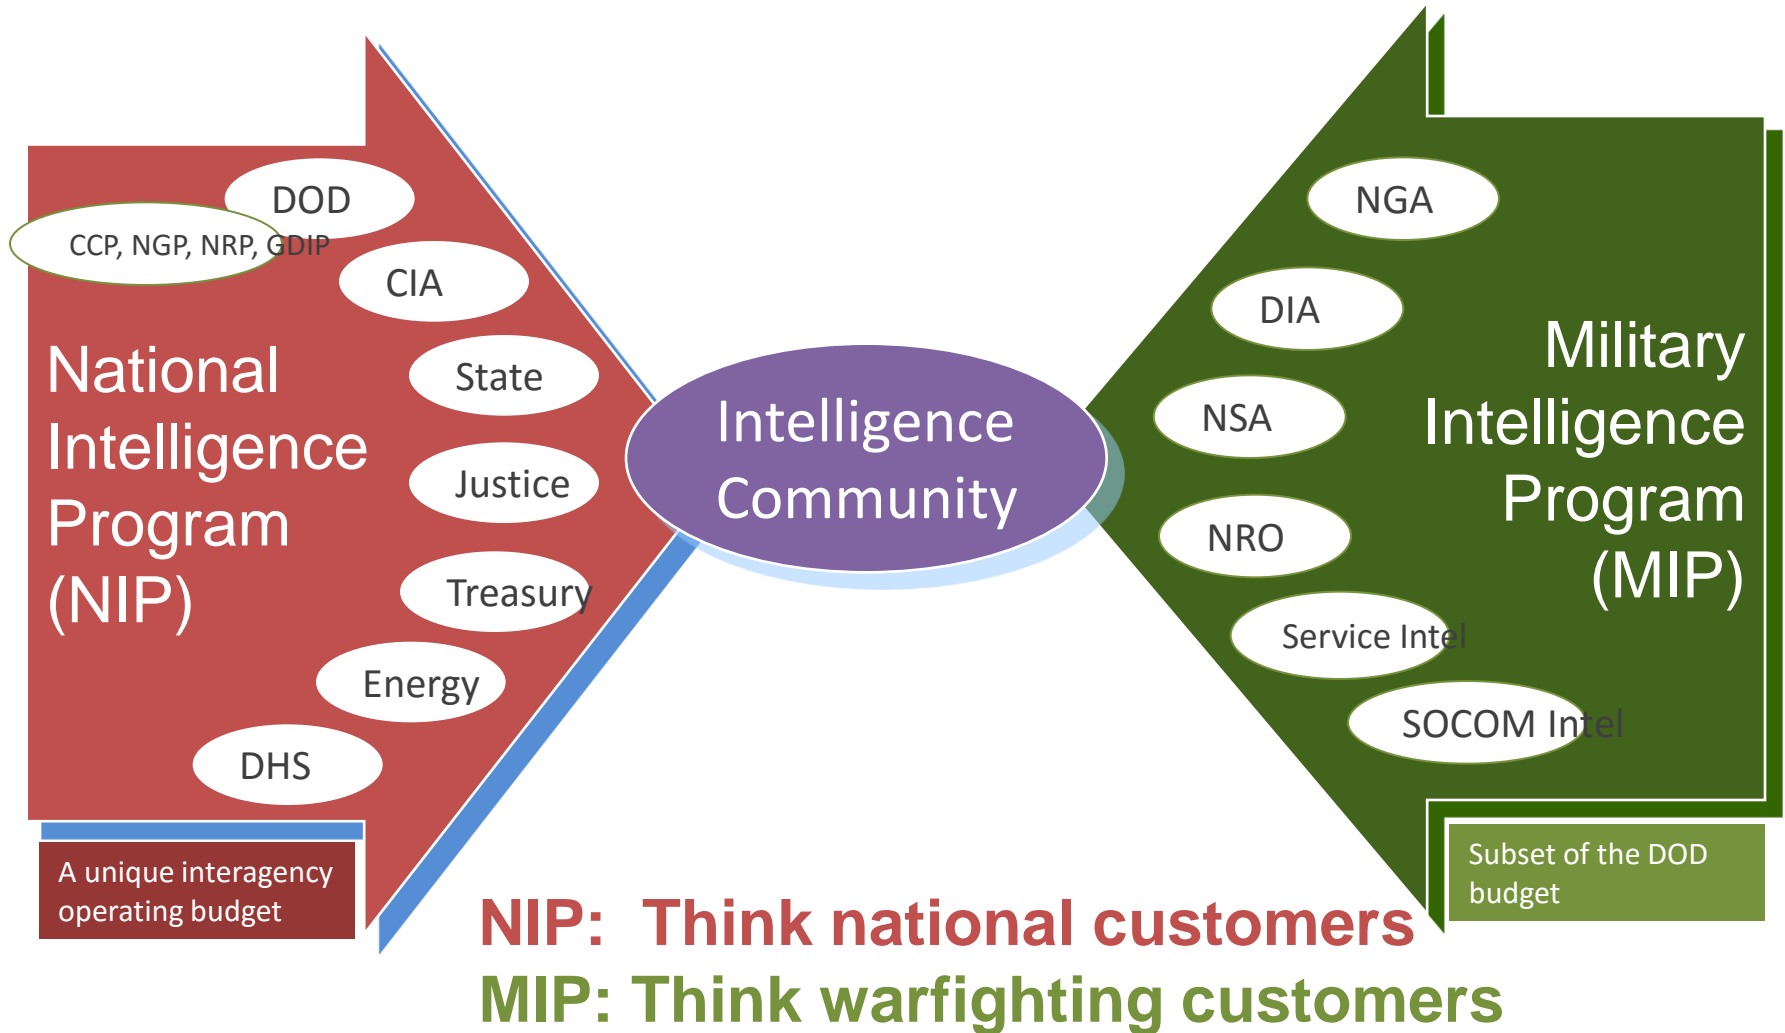 DOD
CCP, NGP, NRP, GDIP
CIA
State
Justice
Treasury
Energy
DHS
National
Intelligence
Program
(NIP)
A unique interagency
operating budget
Intelligence
Community
NGA
DIA
NSA
NRO
Service Intel
SOCOM Intel
Military
Intelligence
Program
(MIP)
Subset of the DOD
budget
NIP: Think national customers
MIP: Think warfighting customers